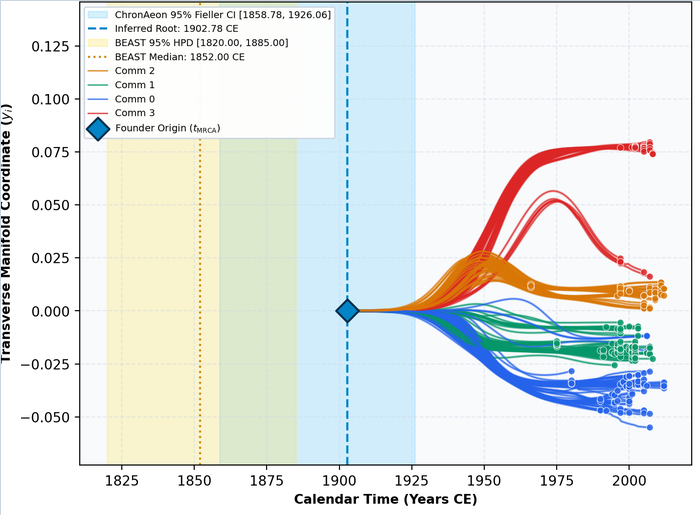 ChronAeon 95% Fieller CI [1858.78, 1926.06]
Inferred Root: 1902.78 CE
BEAST 95% HPD [1820.00, 1885.00]
BEAST Median: 1852.00 CE
Comm 2
Comm 1
Comm 0
Comm 3
Founder Origin (tMRCA)
Transverse Manifold Coordinate (yi)
0.125
0.100
0.075
0.050
0.025
0.000
−0.025
−0.050
1825 1850 1875 1900 1925 1950 1975 2000
Calendar Time (Years CE)